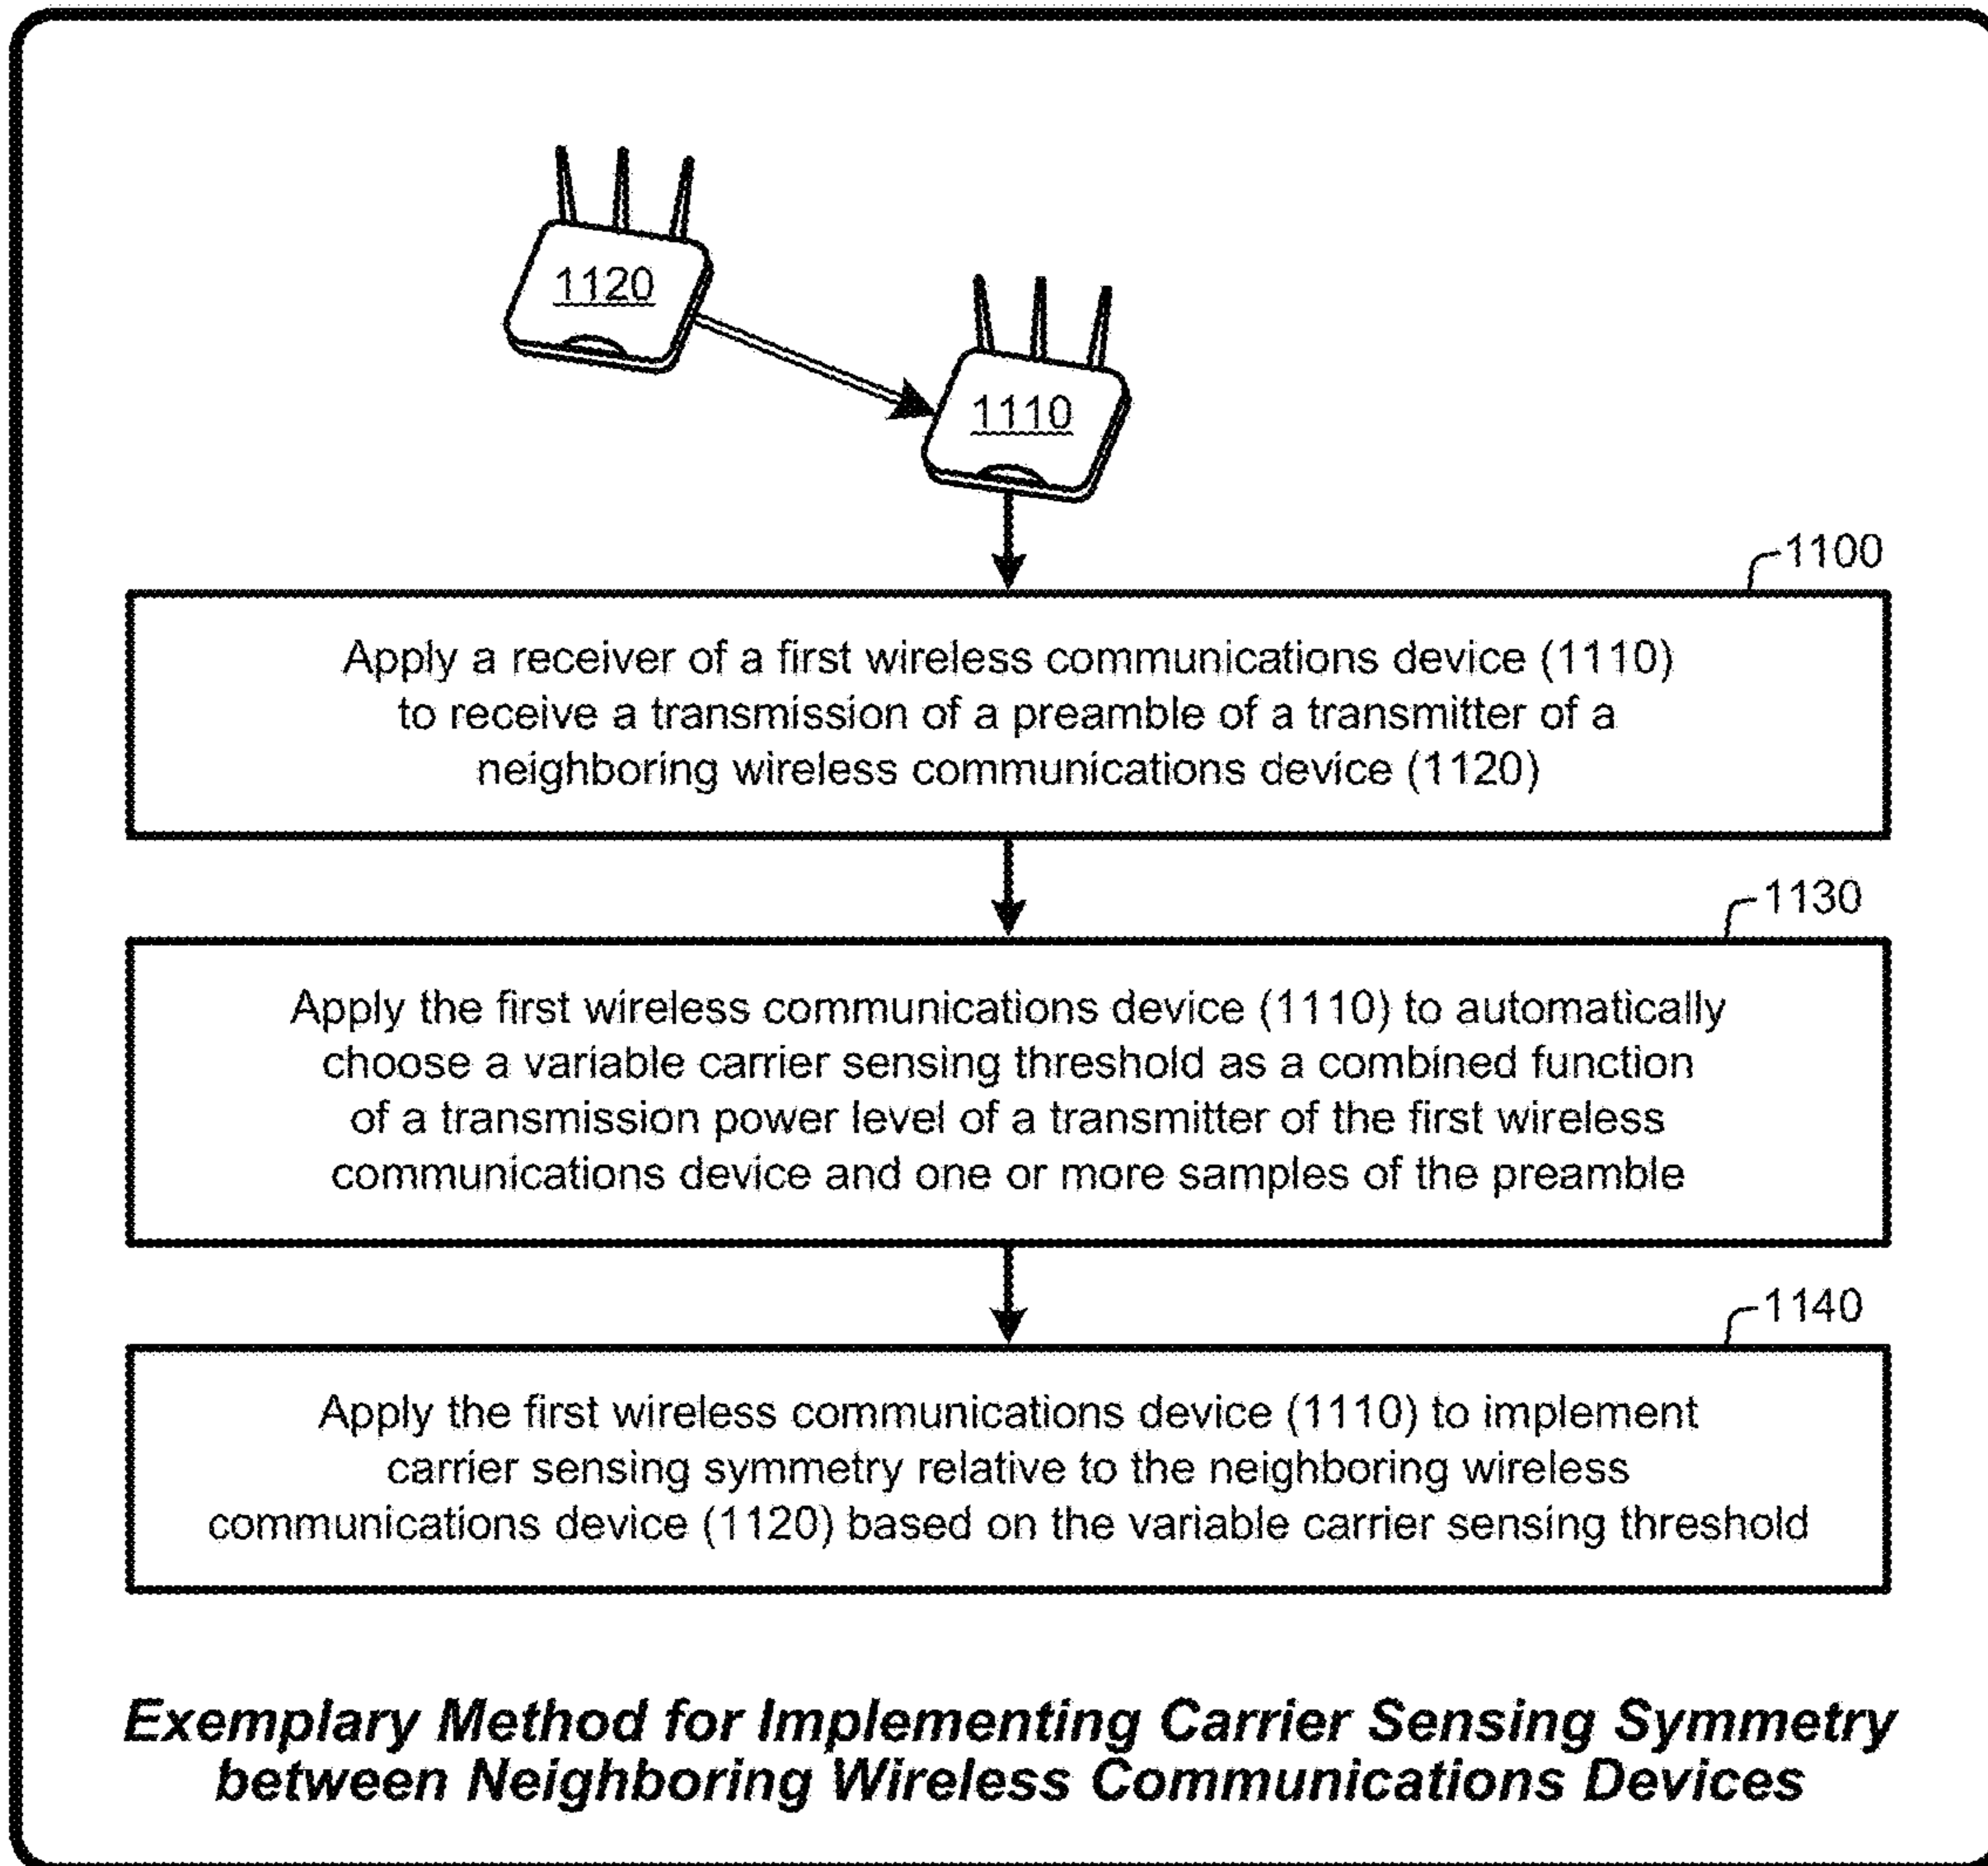 1120
1110
1100
Apply a receiver of a first wireless communications device (1110)
to receive a transmission of a preamble of a transmitter of a
neighboring wireless communications device (1120)
1130
Apply the first wireless communications device (1110) to automatically
choose a variable carrier sensing threshold as a combined function
of a transmission power level of a transmitter of the first wireless
communications device and one or more samples of the preamble
1140
Apply the first wireless communications device (1110) to implement
carrier sensing symmetry relative to the neighboring wireless
communications device (1120) based on the variable carrier sensing threshold
Exemplary Method for Implementing Carrier Sensing Symmetry
between Neighboring Wireless Communications Devices